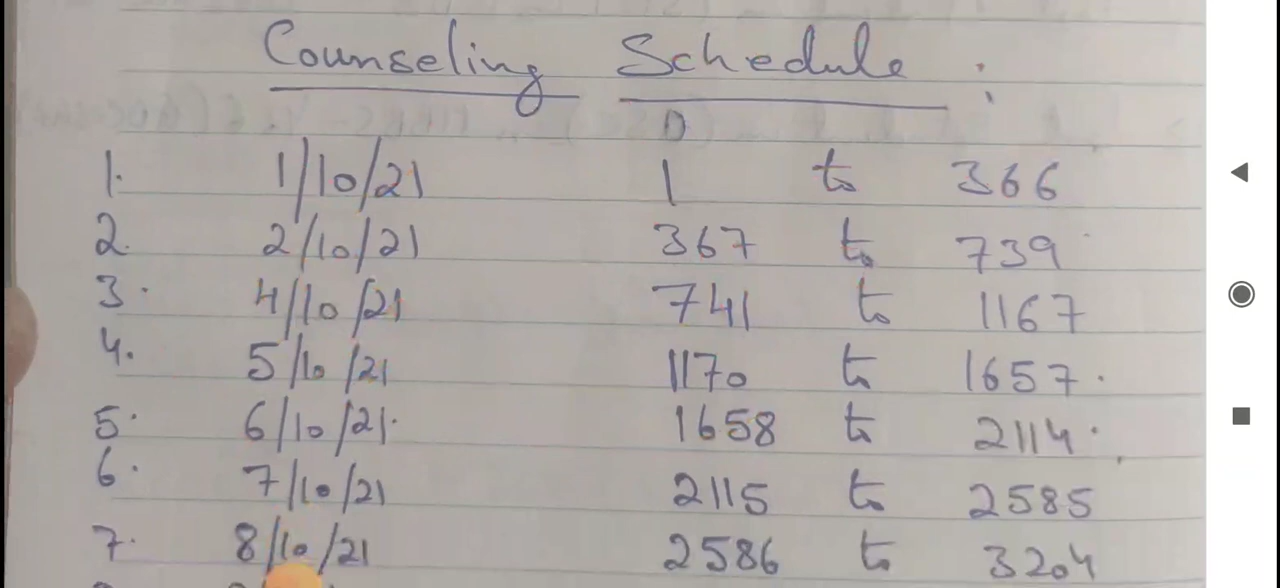 Counseling Schedule :
1. 1/10/21 1 to 366
2. 2/10/21 367 to 739
3. 4/10/21 741 to 1167
4. 5/10/21 1170 to 1657.
5. 6/10/21. 1658 to 2114.
6. 7/10/21 2115 to 2585
7. 8/10/21 2586 to 3204